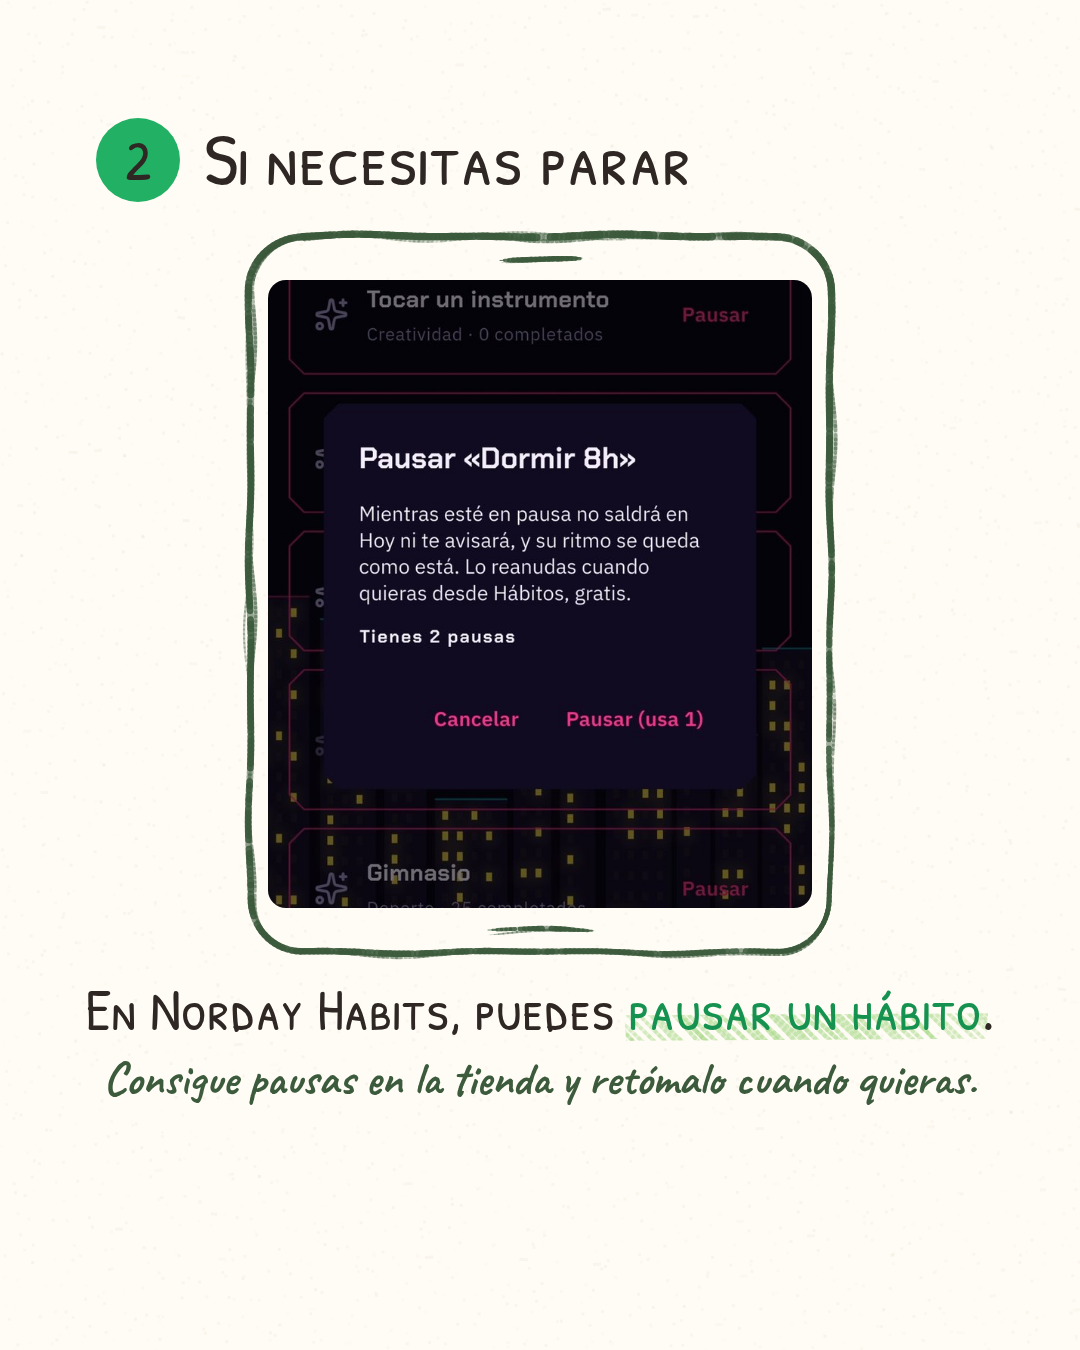 2 Si necesitas parar
Tocar un instrumento
Creatividad · 0 completados
Pausar
Pausar «Dormir 8h»
Mientras esté en pausa no saldrá en
Hoy ni te avisará, y su ritmo se queda
como está. Lo reanudas cuando
quieras desde Hábitos, gratis.
Tienes 2 pausas
Cancelar Pausar (usa 1)
Gimnasio
Pausar
Deporte · 25 completados
En Norday Habits, puedes pausar un hábito.
Consigue pausas en la tienda y retómalo cuando quieras.